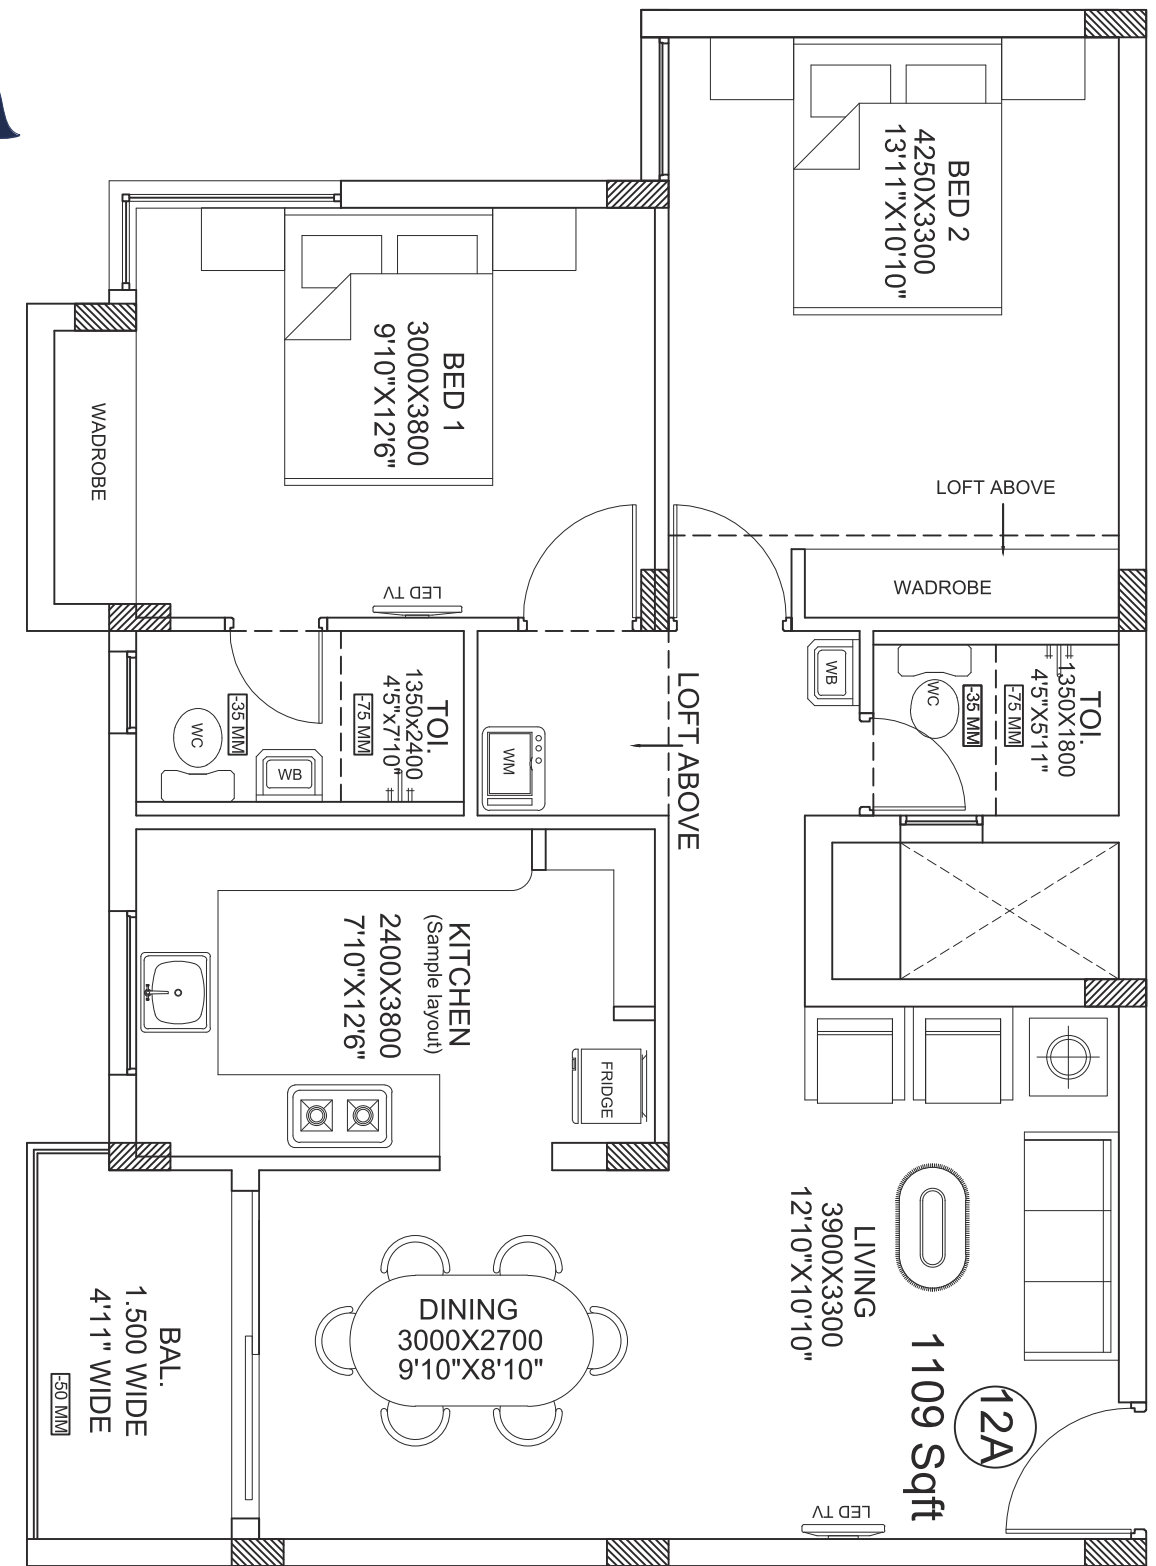 BED 2
4250X3300
13'11"X10'10"
BED 1
3000X3800
9'10"X12'6"
WADROBE
LOFT ABOVE
WADROBE
LED TV
TOI.
1350x2400
4'5"x7'10"
-75 MM
-35 MM
WC
WB
WM
LOFT ABOVE
WB
WC
TOI.
1350X1800
4'5"X5'11"
-75 MM
-35 MM
KITCHEN
(Sample layout)
2400X3800
7'10"X12'6"
FRIDGE
LIVING
3900X3300
12'10"X10'10"
DINING
3000X2700
9'10"X8'10"
12A
1109 Sqft
LED TV
BAL.
1.500 WIDE
4'11" WIDE
-50 MM